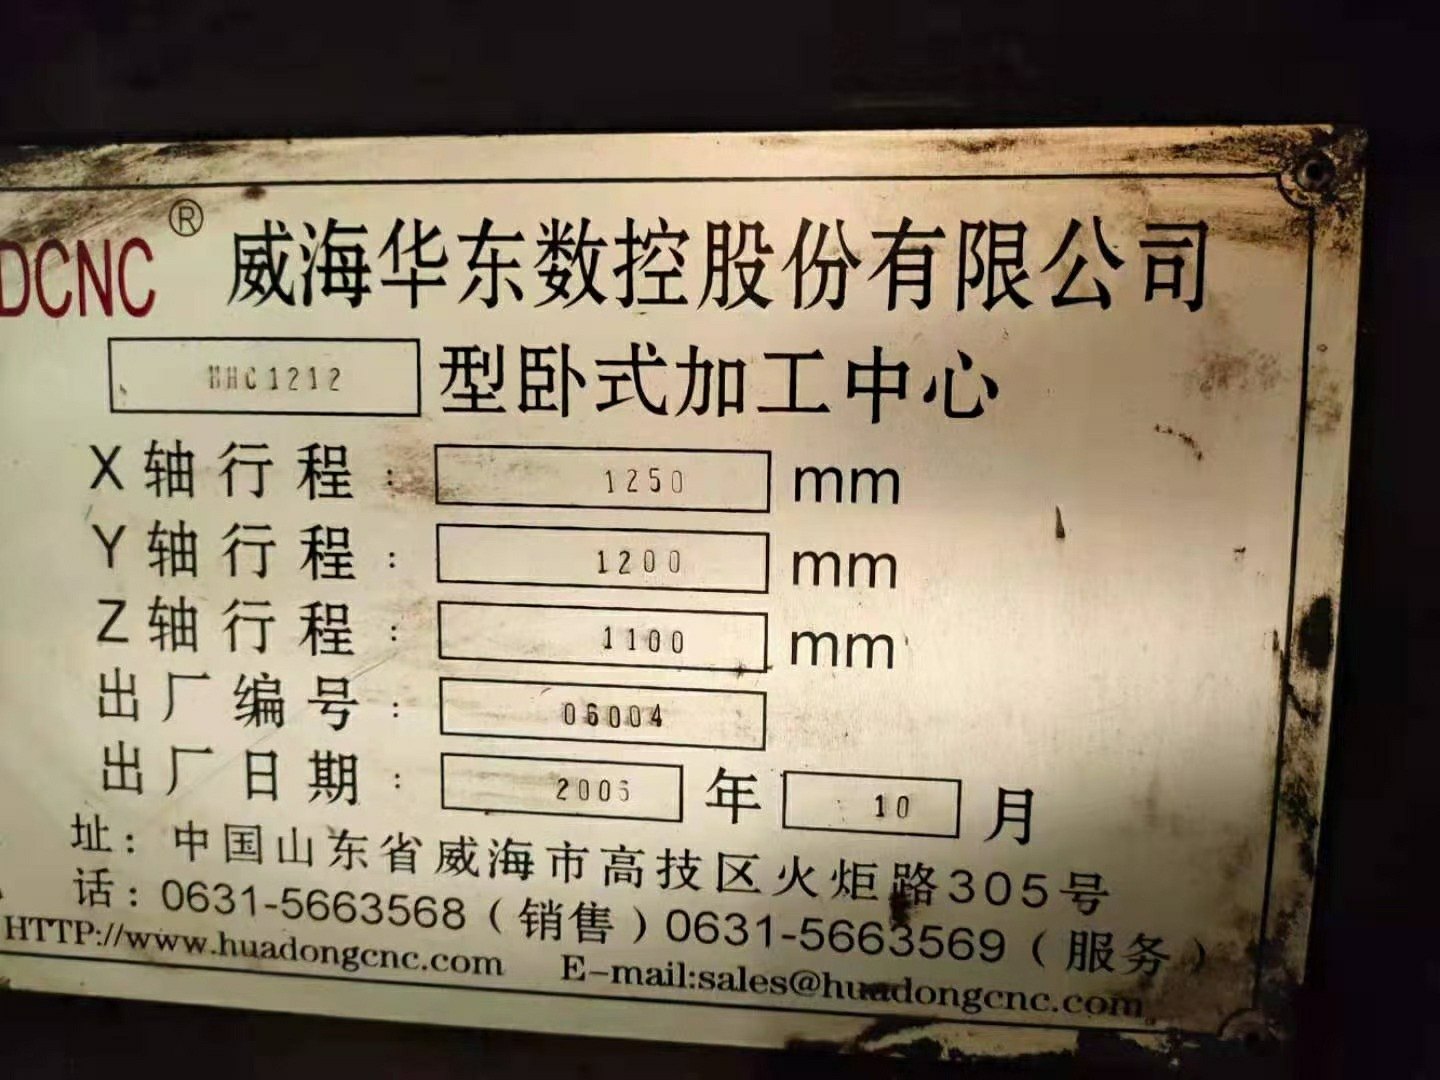 DCNC® 威海华东数控股份有限公司
MHC1212 型卧式加工中心
X轴行程: 1250 mm
Y轴行程: 1200 mm
Z轴行程: 1100 mm
出厂编号: 06004
出厂日期: 2006 年 10 月
址: 中国山东省威海市高技区火炬路305号
话: 0631-5663568(销售)0631-5663569(服务)
HTTP://www.huadongcnc.com E-mail:sales@huadongcnc.com